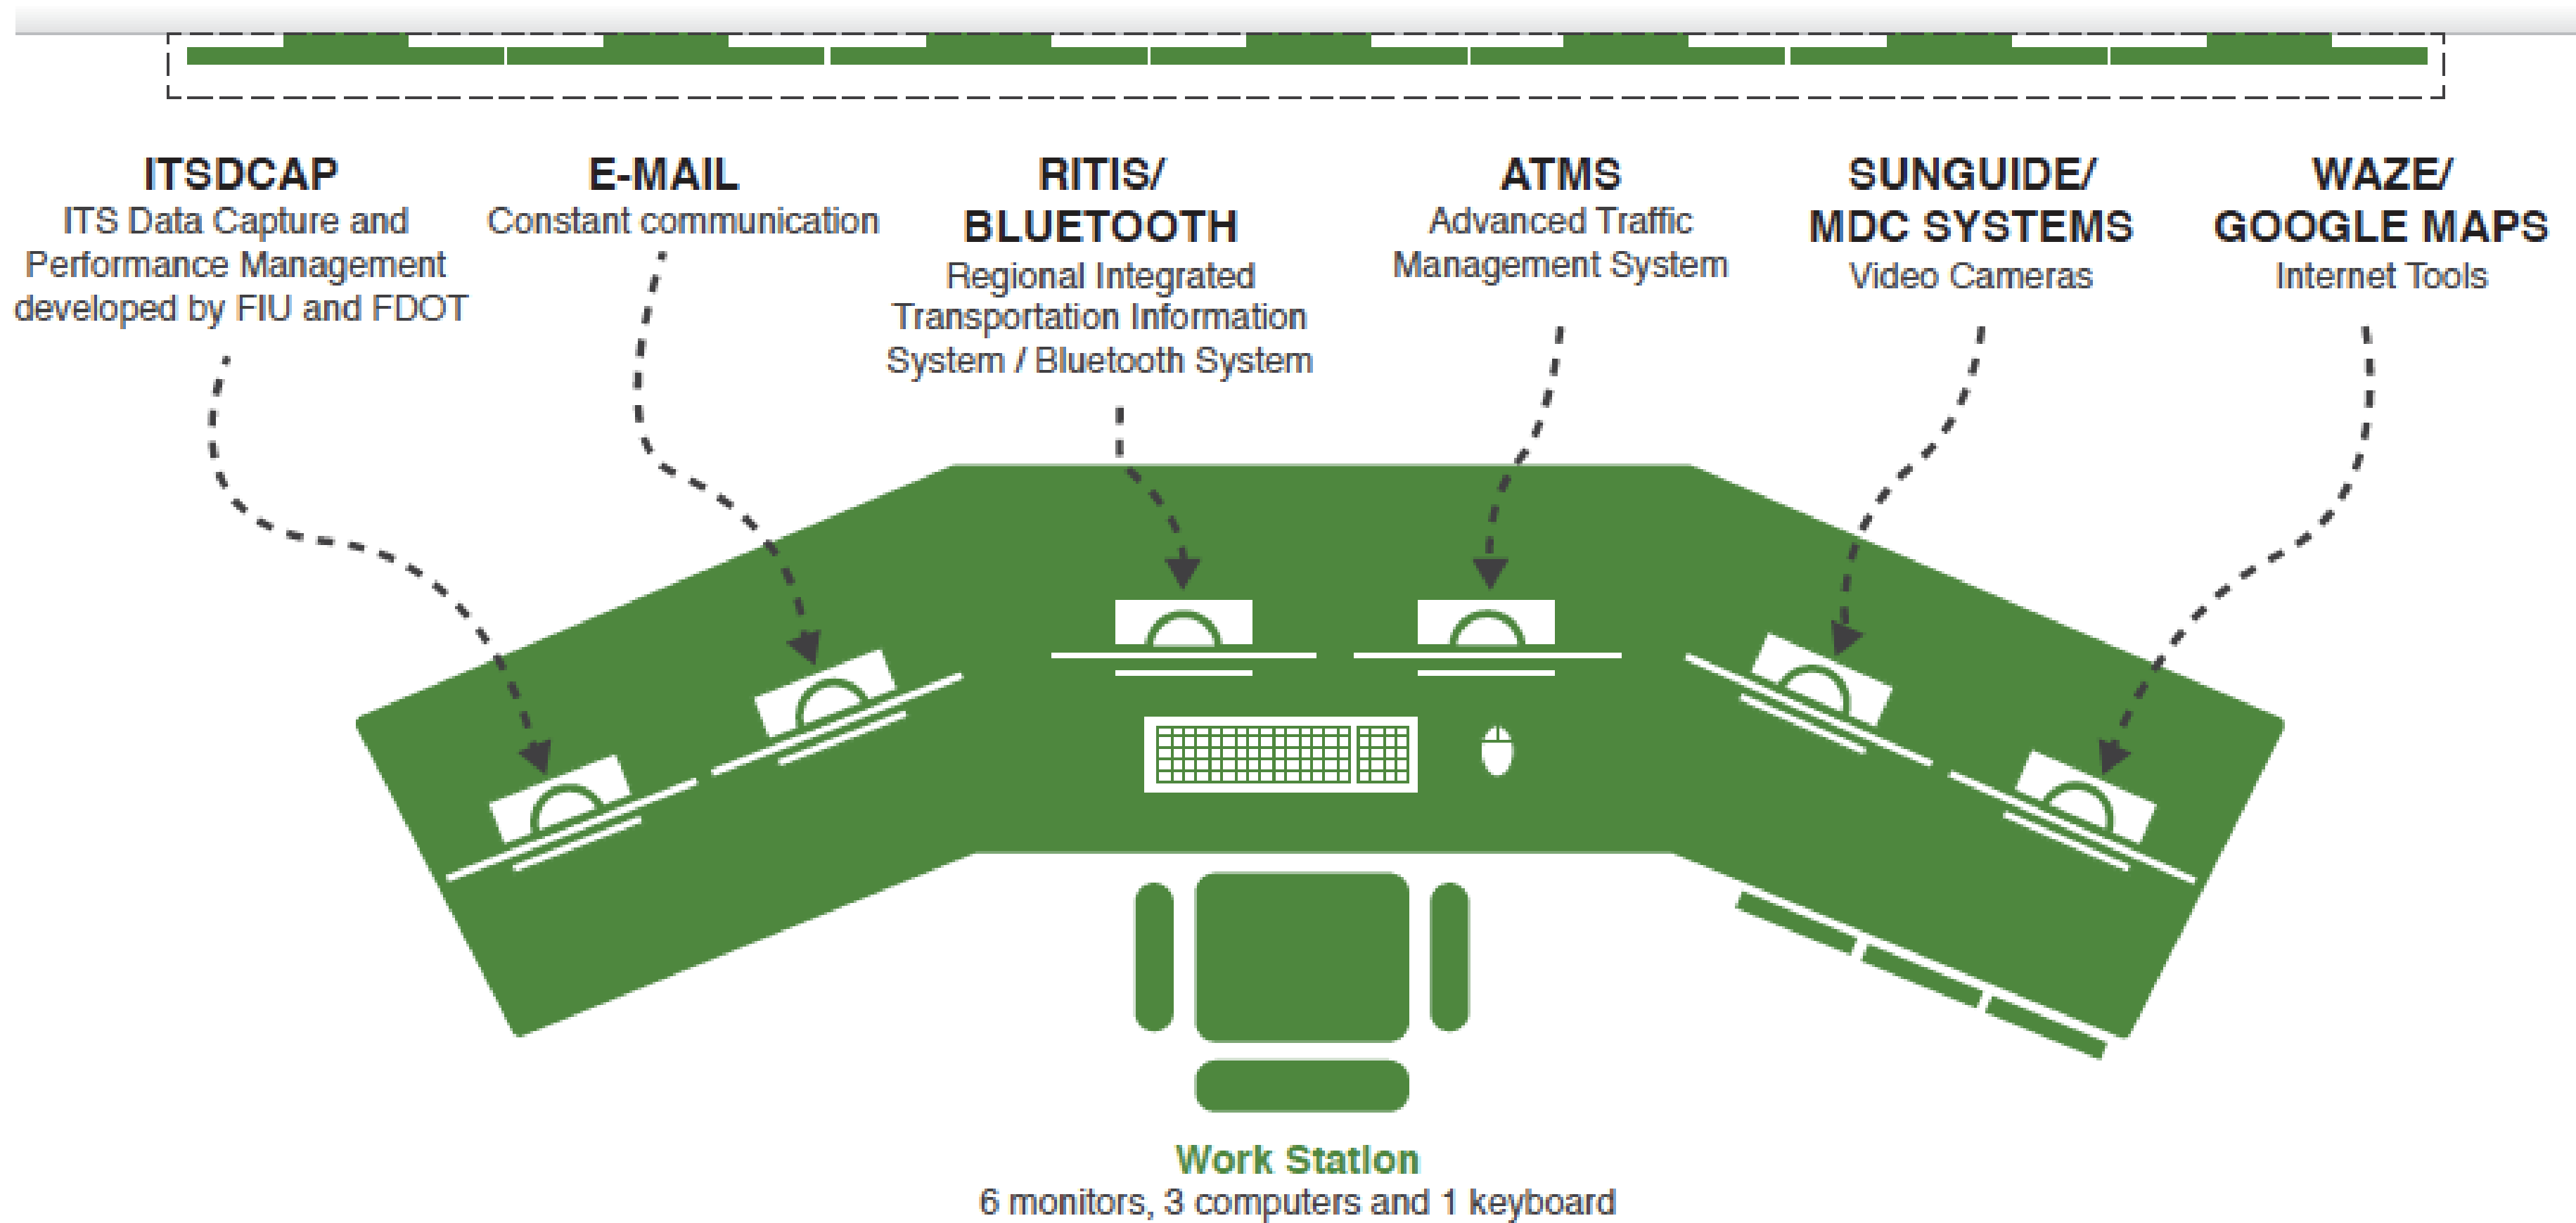 ITSDCAP
ITS Data Capture and
Performance Management
developed by FIU and FDOT
E-MAIL
Constant communication
RITIS/
BLUETOOTH
Regional Integrated
Transportation Information
System / Bluetooth System
ATMS
Advanced Traffic
Management System
SUNGUIDE/
MDC SYSTEMS
Video Cameras
WAZE/
GOOGLE MAPS
Internet Tools
Work Station
6 monitors, 3 computers and 1 keyboard